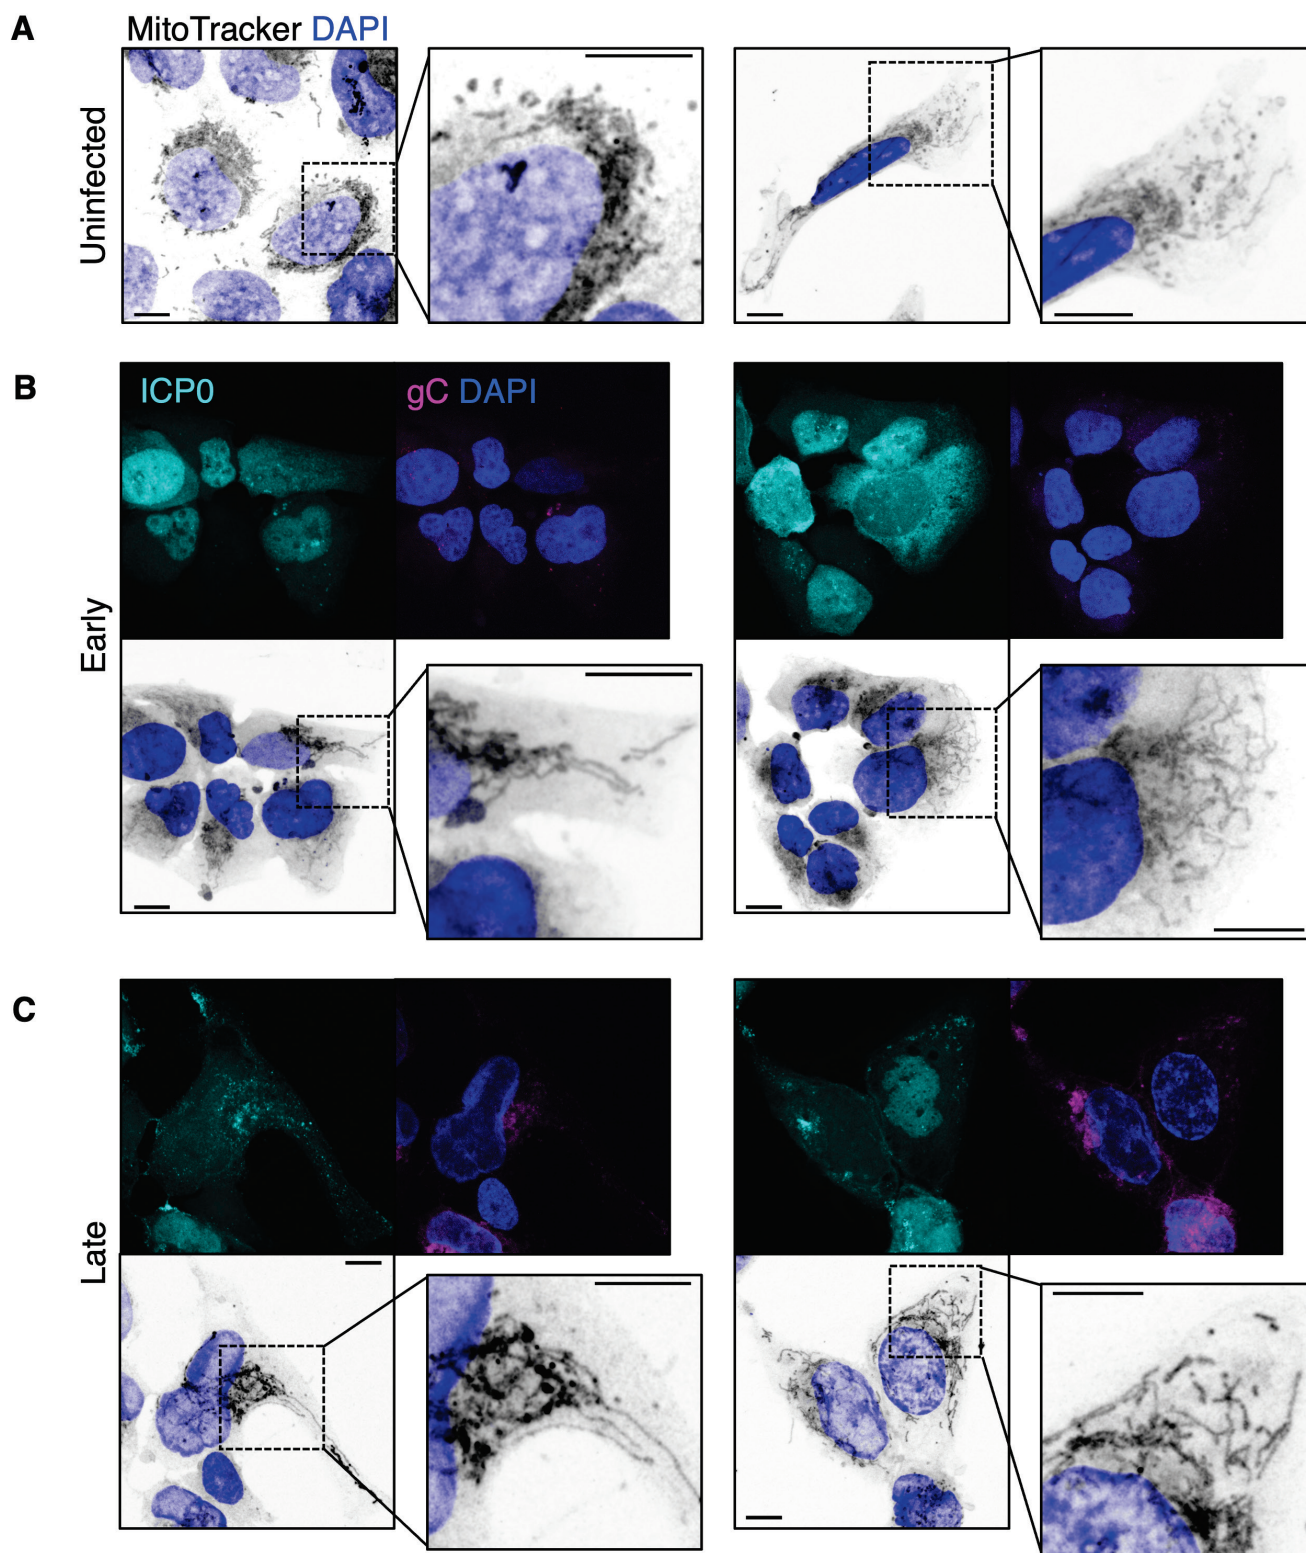 A
MitoTracker DAPI
Uninfected
B
ICP0
gC DAPI
Early
C
Late